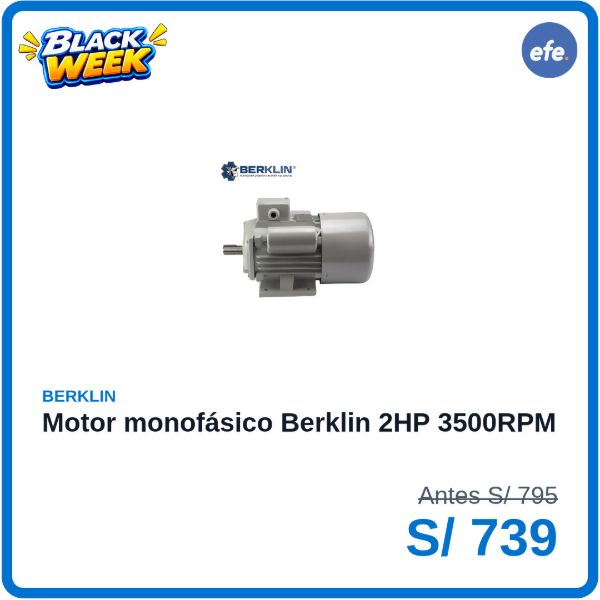 BLACK
WEEK
efe.
BERKLIN®
BERKLIN
Motor monofásico Berklin 2HP 3500RPM
Antes S/ 795
S/ 739